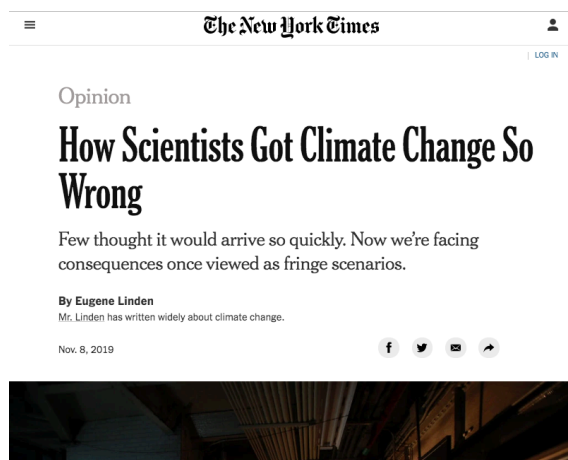 The New York Times
LOG IN
Opinion
How Scientists Got Climate Change So
Wrong
Few thought it would arrive so quickly. Now we’re facing
consequences once viewed as fringe scenarios.
By Eugene Linden
Mr. Linden has written widely about climate change.
Nov. 8, 2019